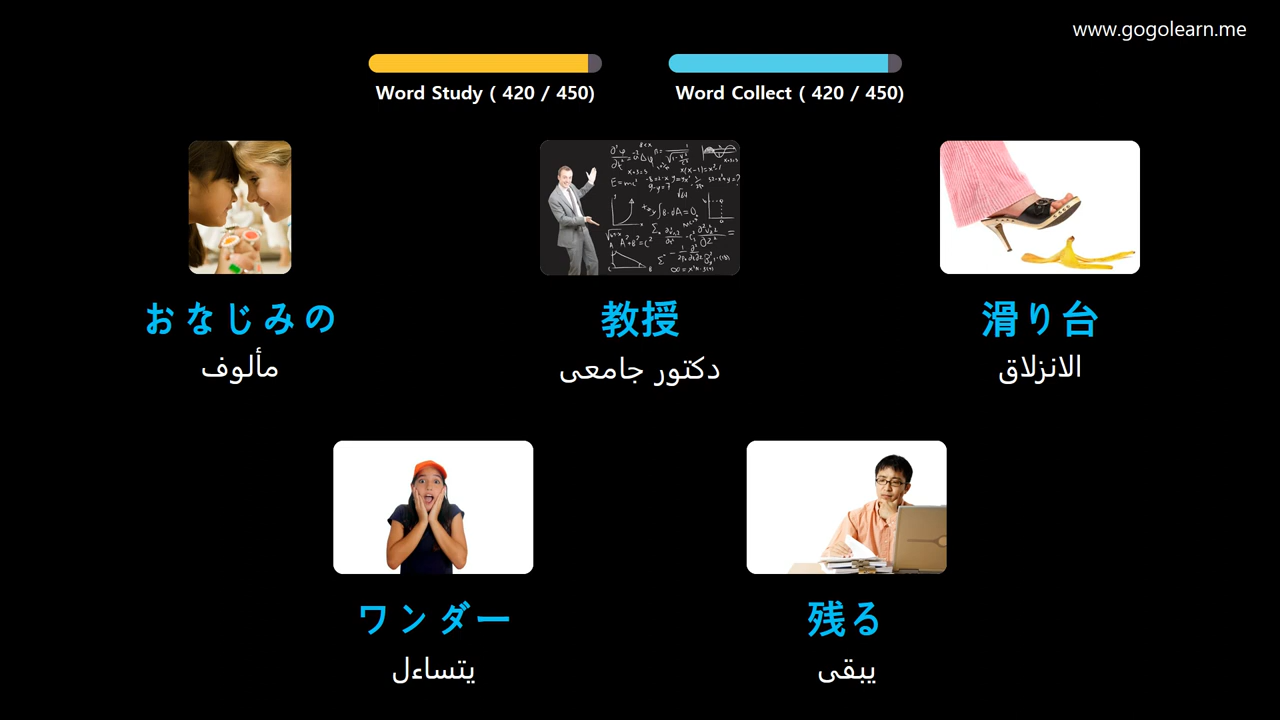 www.gogolearn.me
Word Study ( 420 / 450)
Word Collect ( 420 / 450)
おなじみの
مألوف
教授
دكتور جامعى
滑り台
الانزلاق
ワンダー
يتساءل
残る
يبقى